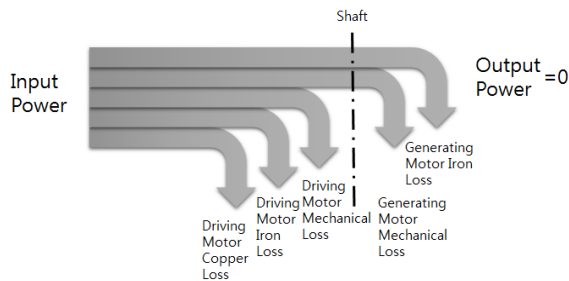 Shaft
Input
Power
Output
Power =0
Generating
Motor Iron
Loss
Driving
Motor
Mechanical
Loss
Generating
Motor
Mechanical
Loss
Driving
Motor
Iron
Loss
Driving
Motor
Copper
Loss